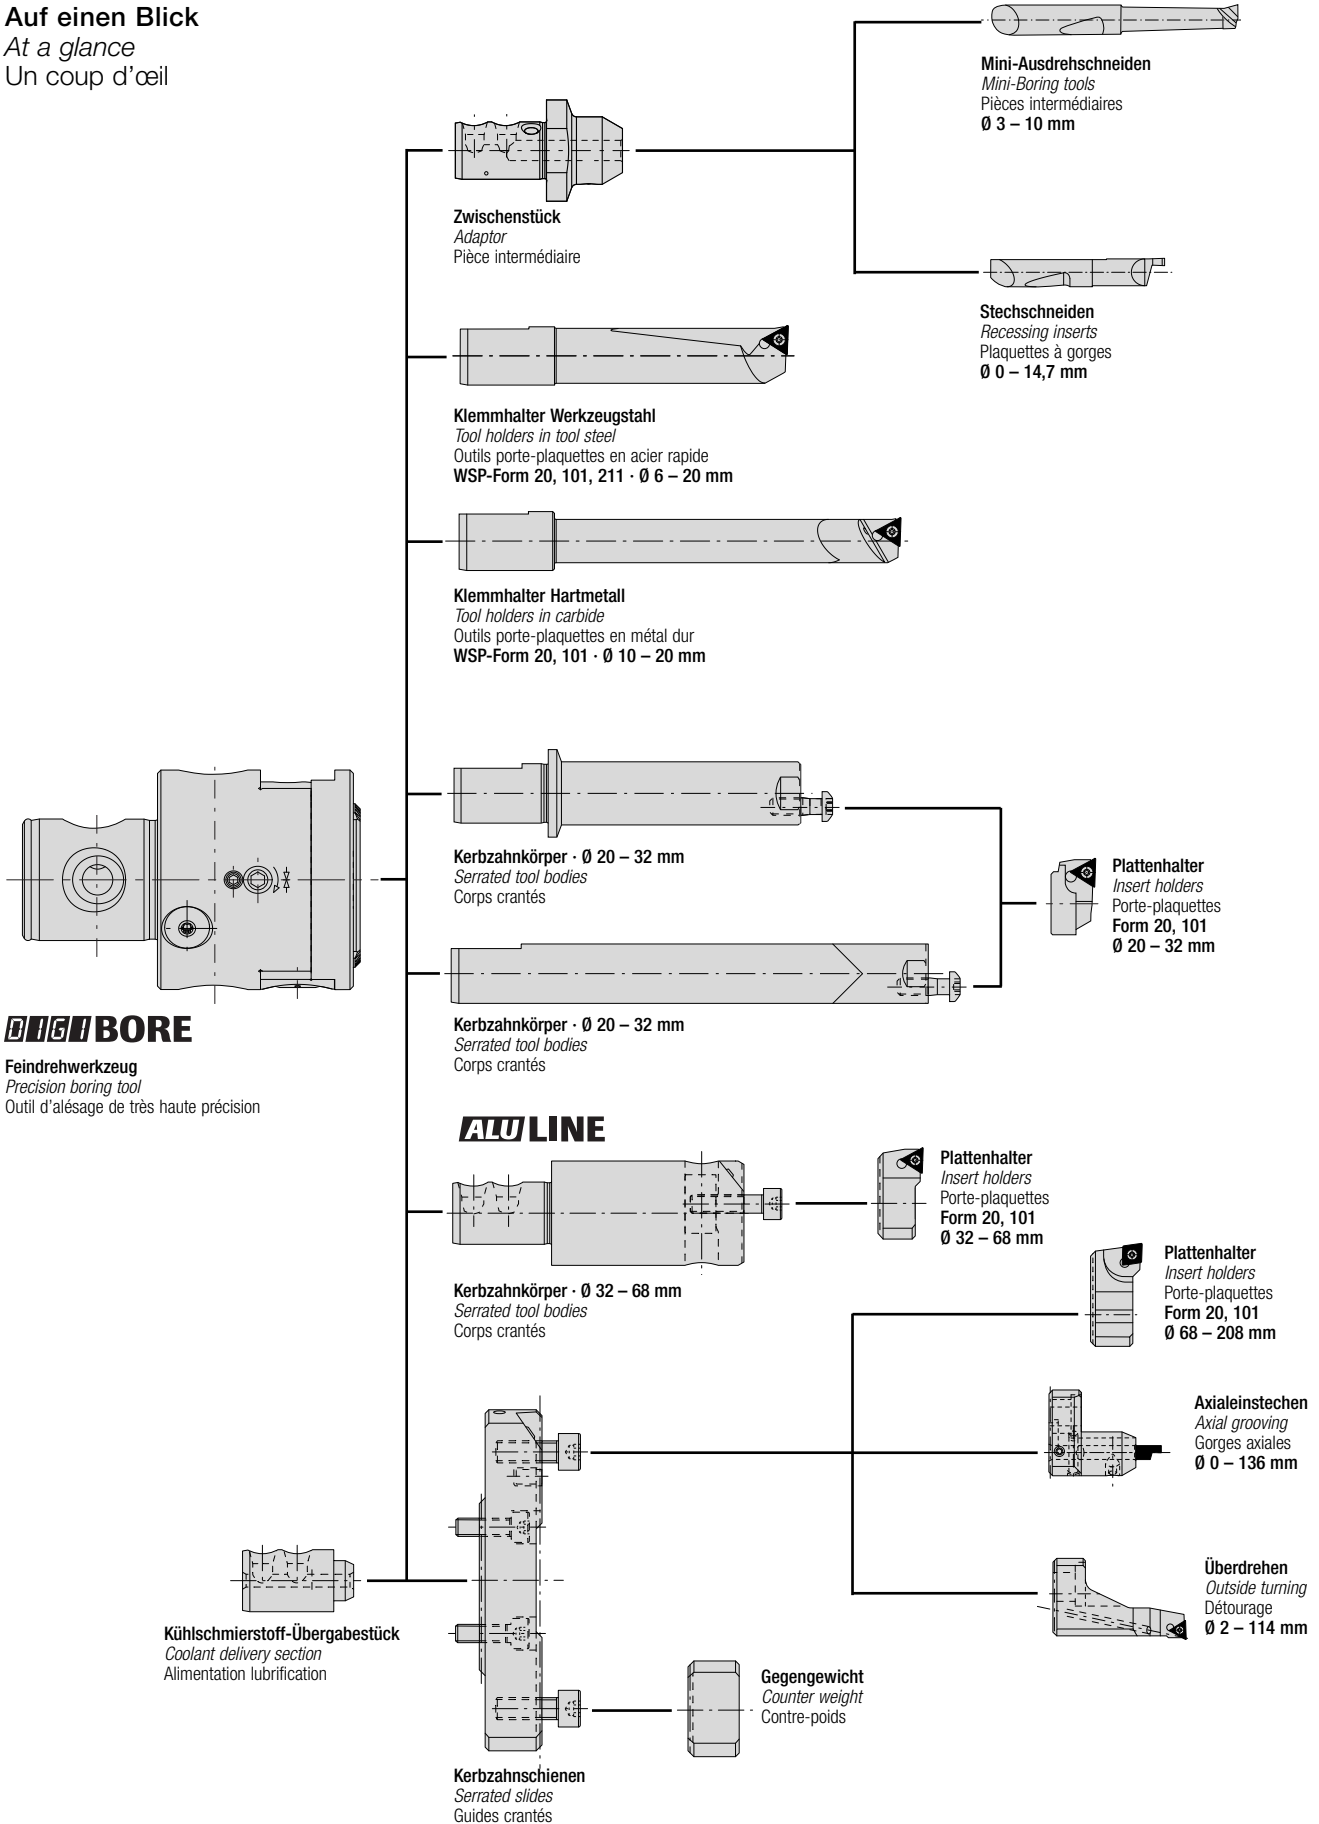 Auf einen Blick
At a glance
Un coup d'œil
Mini-Ausdrehschneiden
Mini-Boring tools
Pièces intermédiaires
Ø 3 – 10 mm
Zwischenstück
Adaptor
Pièce intermédiaire
Stechschneiden
Recessing inserts
Plaquettes à gorges
Ø 0 – 14,7 mm
Klemmhalter Werkzeugstahl
Tool holders in tool steel
Outils porte-plaquettes en acier rapide
WSP-Form 20, 101, 211 · Ø 6 – 20 mm
Klemmhalter Hartmetall
Tool holders in carbide
Outils porte-plaquettes en métal dur
WSP-Form 20, 101 · Ø 10 – 20 mm
Kerbzahnkörper · Ø 20 – 32 mm
Serrated tool bodies
Corps crantés
Plattenhalter
Insert holders
Porte-plaquettes
Form 20, 101
Ø 20 – 32 mm
Kerbzahnkörper · Ø 20 – 32 mm
Serrated tool bodies
Corps crantés
DIGIBORE
Feindrehwerkzeug
Precision boring tool
Outil d'alésage de très haute précision
ALULINE
Kerbzahnkörper · Ø 32 – 68 mm
Serrated tool bodies
Corps crantés
Plattenhalter
Insert holders
Porte-plaquettes
Form 20, 101
Ø 32 – 68 mm
Plattenhalter
Insert holders
Porte-plaquettes
Form 20, 101
Ø 68 – 208 mm
Axialeinstechen
Axial grooving
Gorges axiales
Ø 0 – 136 mm
Überdrehen
Outside turning
Détourage
Ø 2 – 114 mm
Kühlschmierstoff-Übergabestück
Coolant delivery section
Alimentation lubrification
Gegengewicht
Counter weight
Contre-poids
Kerbzahnschienen
Serrated slides
Guides crantés